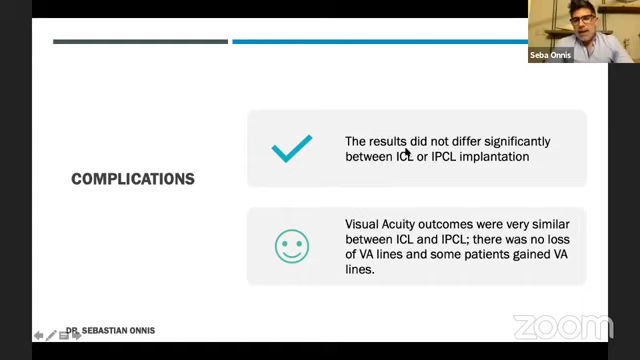 Seba Onnis
The results did not differ significantly
between ICL or IPCL implantation
COMPLICATIONS
Visual Acuity outcomes were very similar
between ICL and IPCL; there was no loss
of VA lines and some patients gained VA
lines.
DR. SEBASTIAN ONNIS
zoom